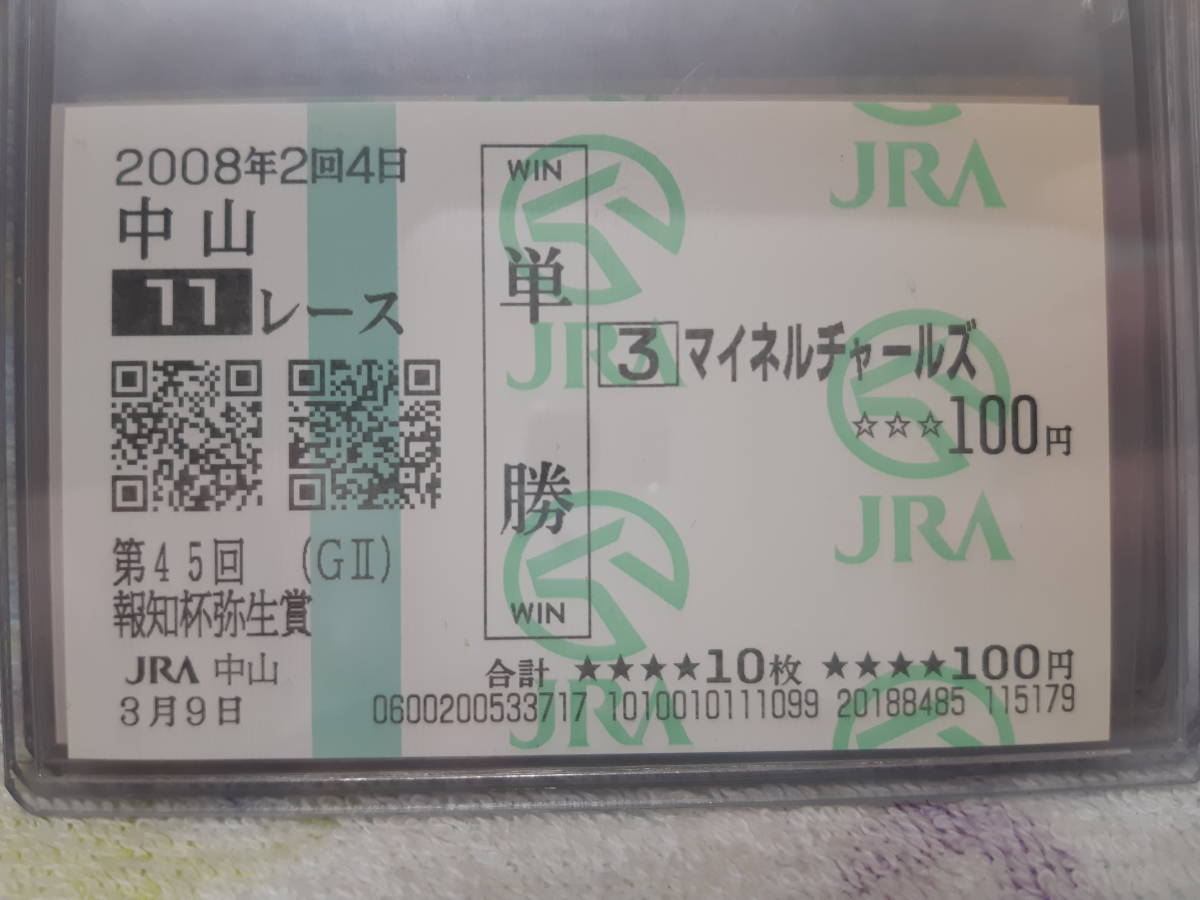 2008年2回4日
中山
11レース
第45回 (GⅡ)
報知杯弥生賞
JRA 中山
3月9日
WIN
単勝
WIN
3 マイネルチャールズ
☆☆☆100円
合計 ★★★★10枚 ★★★★100円
0600200533717 1010010111099 20188485 115179
JRA
JRA
JRA
JRA